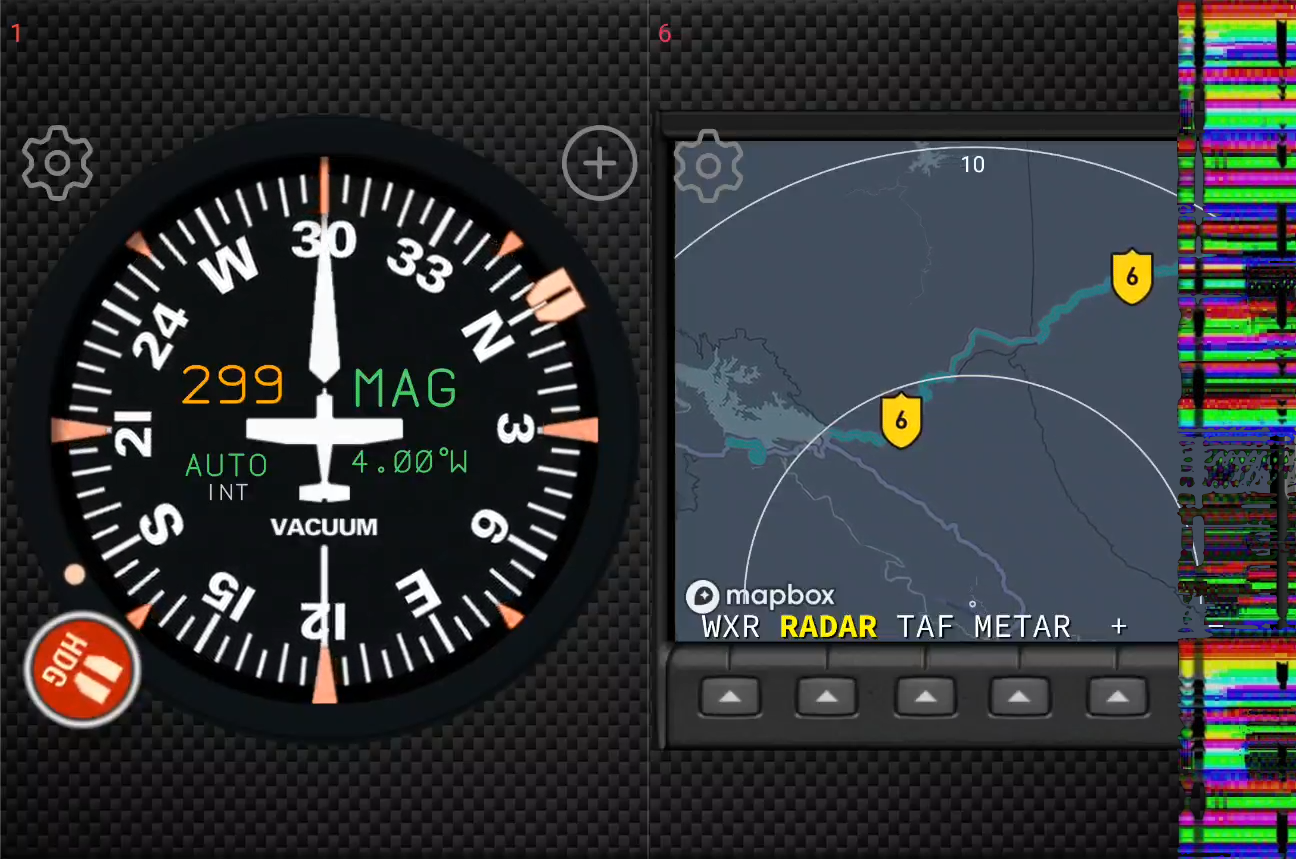 1
6
10
30
33
W
24
N
6
299
MAG
21
3
6
AUTO
4.00°W
INT
VACUUM
S
6
15
E
12
HDG
mapbox
WXR RADAR TAF METAR + −